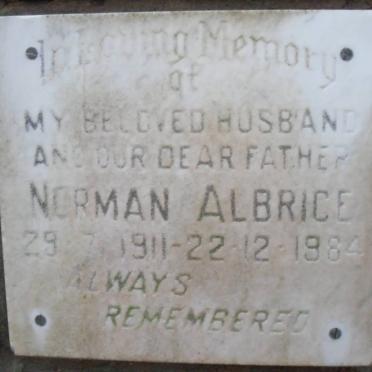 In Loving Memory
of
MY BELOVED HUSBAND
AND OUR DEAR FATHER
NORMAN ALBRICE
29-7-1911-22-12-1984
ALWAYS
REMEMBERED